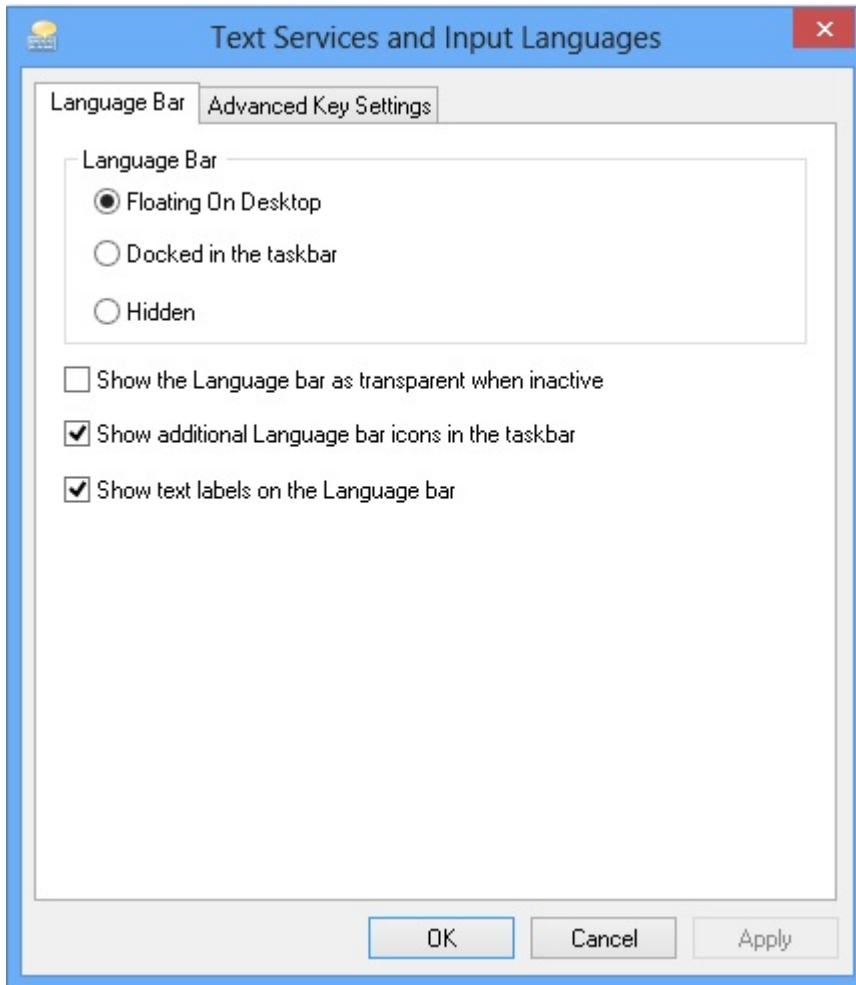 Text Services and Input Languages
Language Bar
Advanced Key Settings
Language Bar
Floating On Desktop
Docked in the taskbar
Hidden
Show the Language bar as transparent when inactive
Show additional Language bar icons in the taskbar
Show text labels on the Language bar
OK
Cancel
Apply